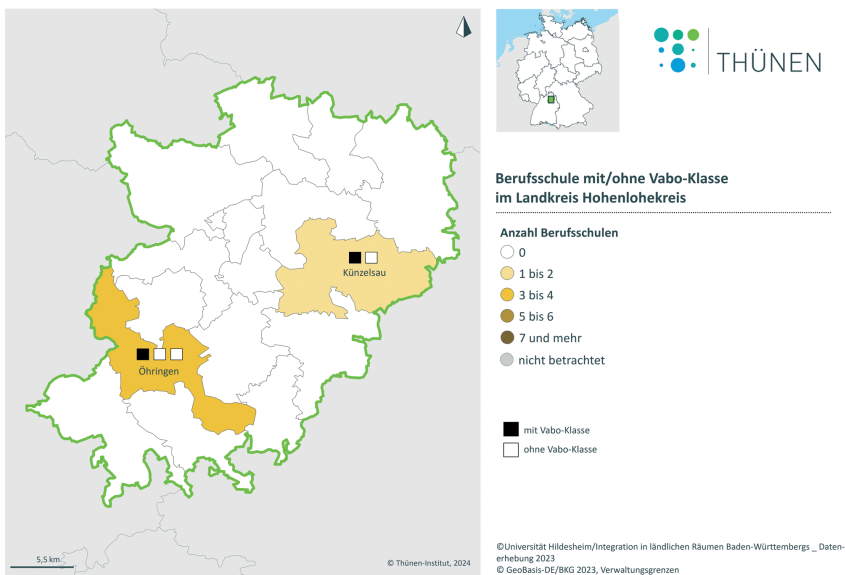 THÜNEN
Berufsschule mit/ohne Vabo-Klasse
im Landkreis Hohenlohekreis
Anzahl Berufsschulen
0
1 bis 2
3 bis 4
5 bis 6
7 und mehr
nicht betrachtet
mit Vabo-Klasse
ohne Vabo-Klasse
Künzelsau
Öhringen
5,5 km
© Thünen-Institut, 2024
©Universität Hildesheim/Integration in ländlichen Räumen Baden-Württembergs _ Daten-
erhebung 2023
© GeoBasis-DE/BKG 2023, Verwaltungsgrenzen